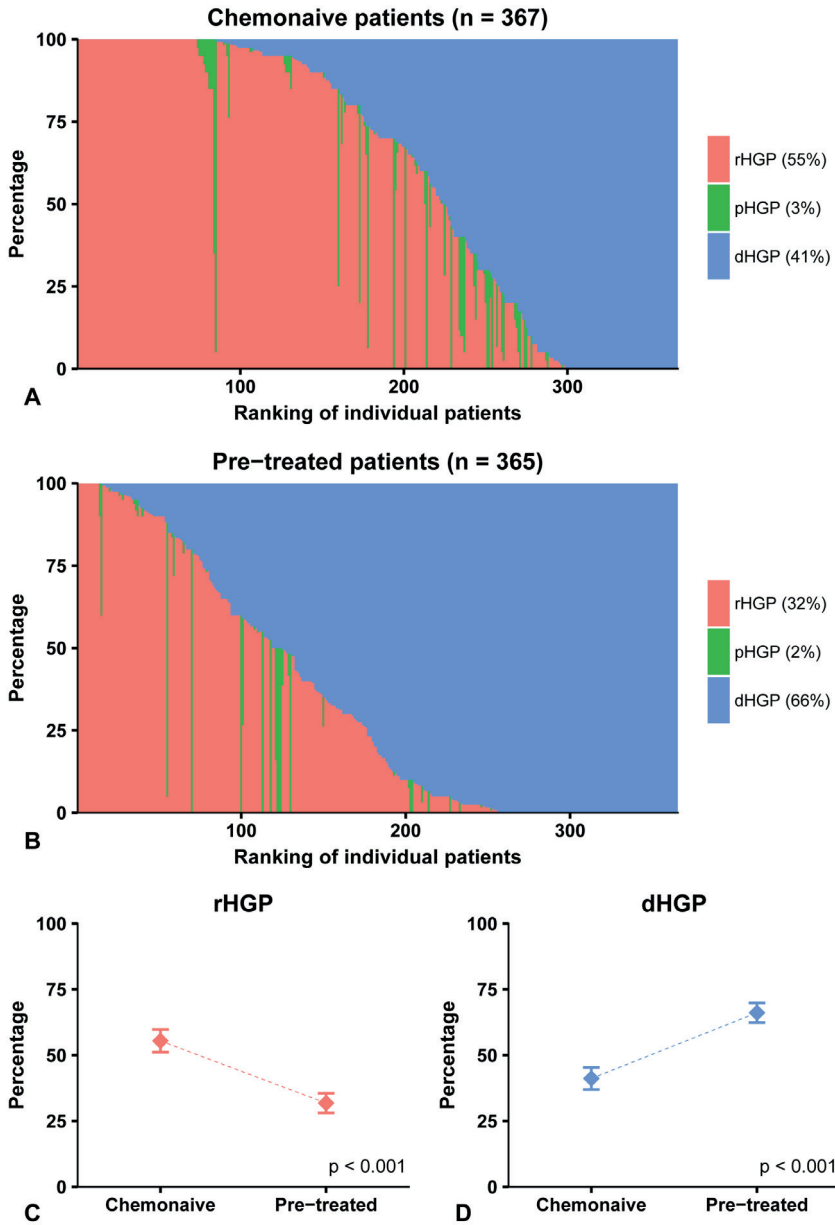 Chemonaive patients (n = 367)
100
75
50
25
0
Percentage
100 200 300
Ranking of individual patients
A
rHGP (55%)
pHGP (3%)
dHGP (41%)
Pre−treated patients (n = 365)
100
75
50
25
0
Percentage
100 200 300
Ranking of individual patients
B
rHGP (32%)
pHGP (2%)
dHGP (66%)
rHGP
100
75
50
25
0
Percentage
p < 0.001
Chemonaive Pre−treated
C
dHGP
100
75
50
25
0
Percentage
p < 0.001
Chemonaive Pre−treated
D